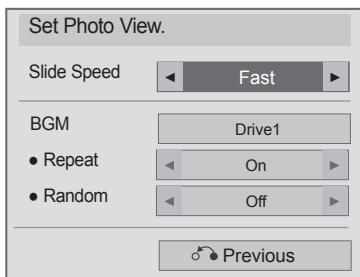 Set Photo View.
Slide Speed ◄ Fast ►
BGM Drive1
● Repeat ◄ On ►
● Random ◄ Off ►
Previous